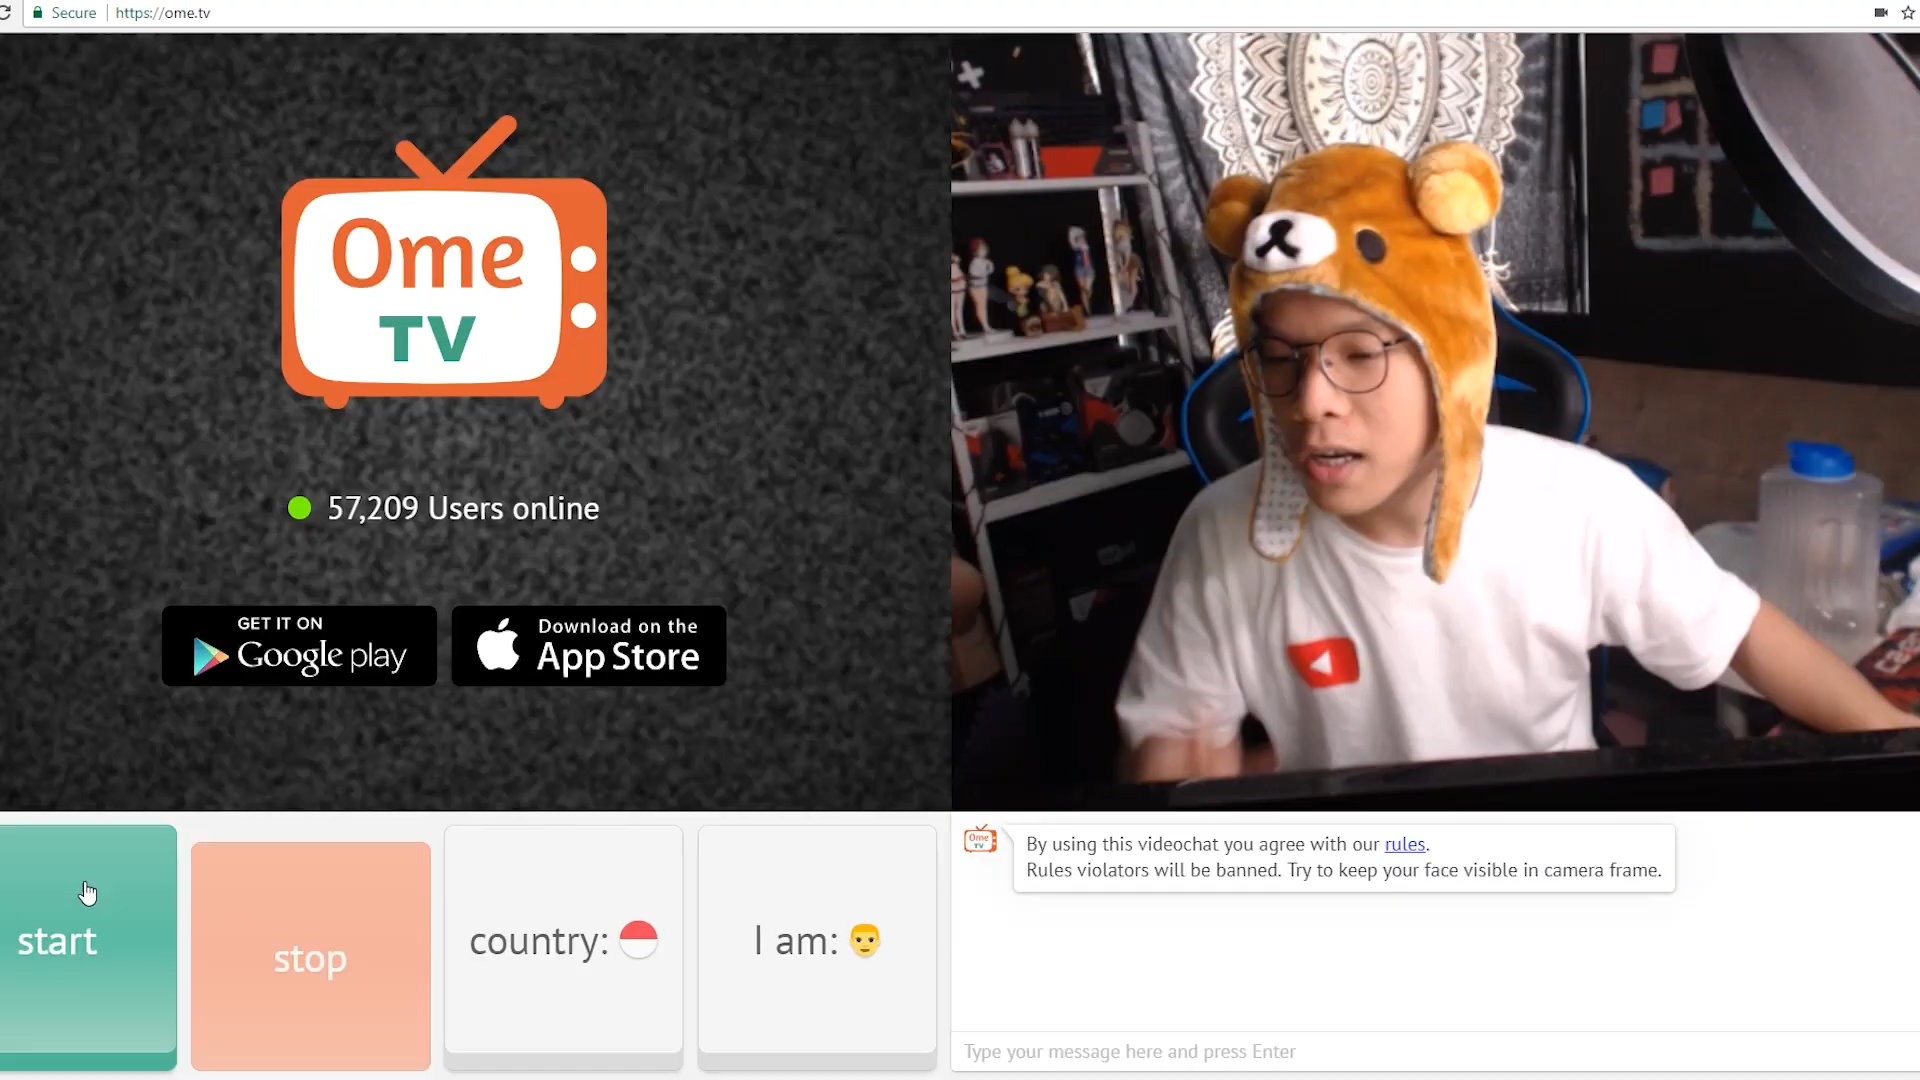 Secure
https://ome.tv
Ome
TV
57,209 Users online
GET IT ON
Google play
Download on the
App Store
start
stop
country:
I am:
Ome
TV
By using this videochat you agree with our rules.
Rules violators will be banned. Try to keep your face visible in camera frame.
Type your message here and press Enter